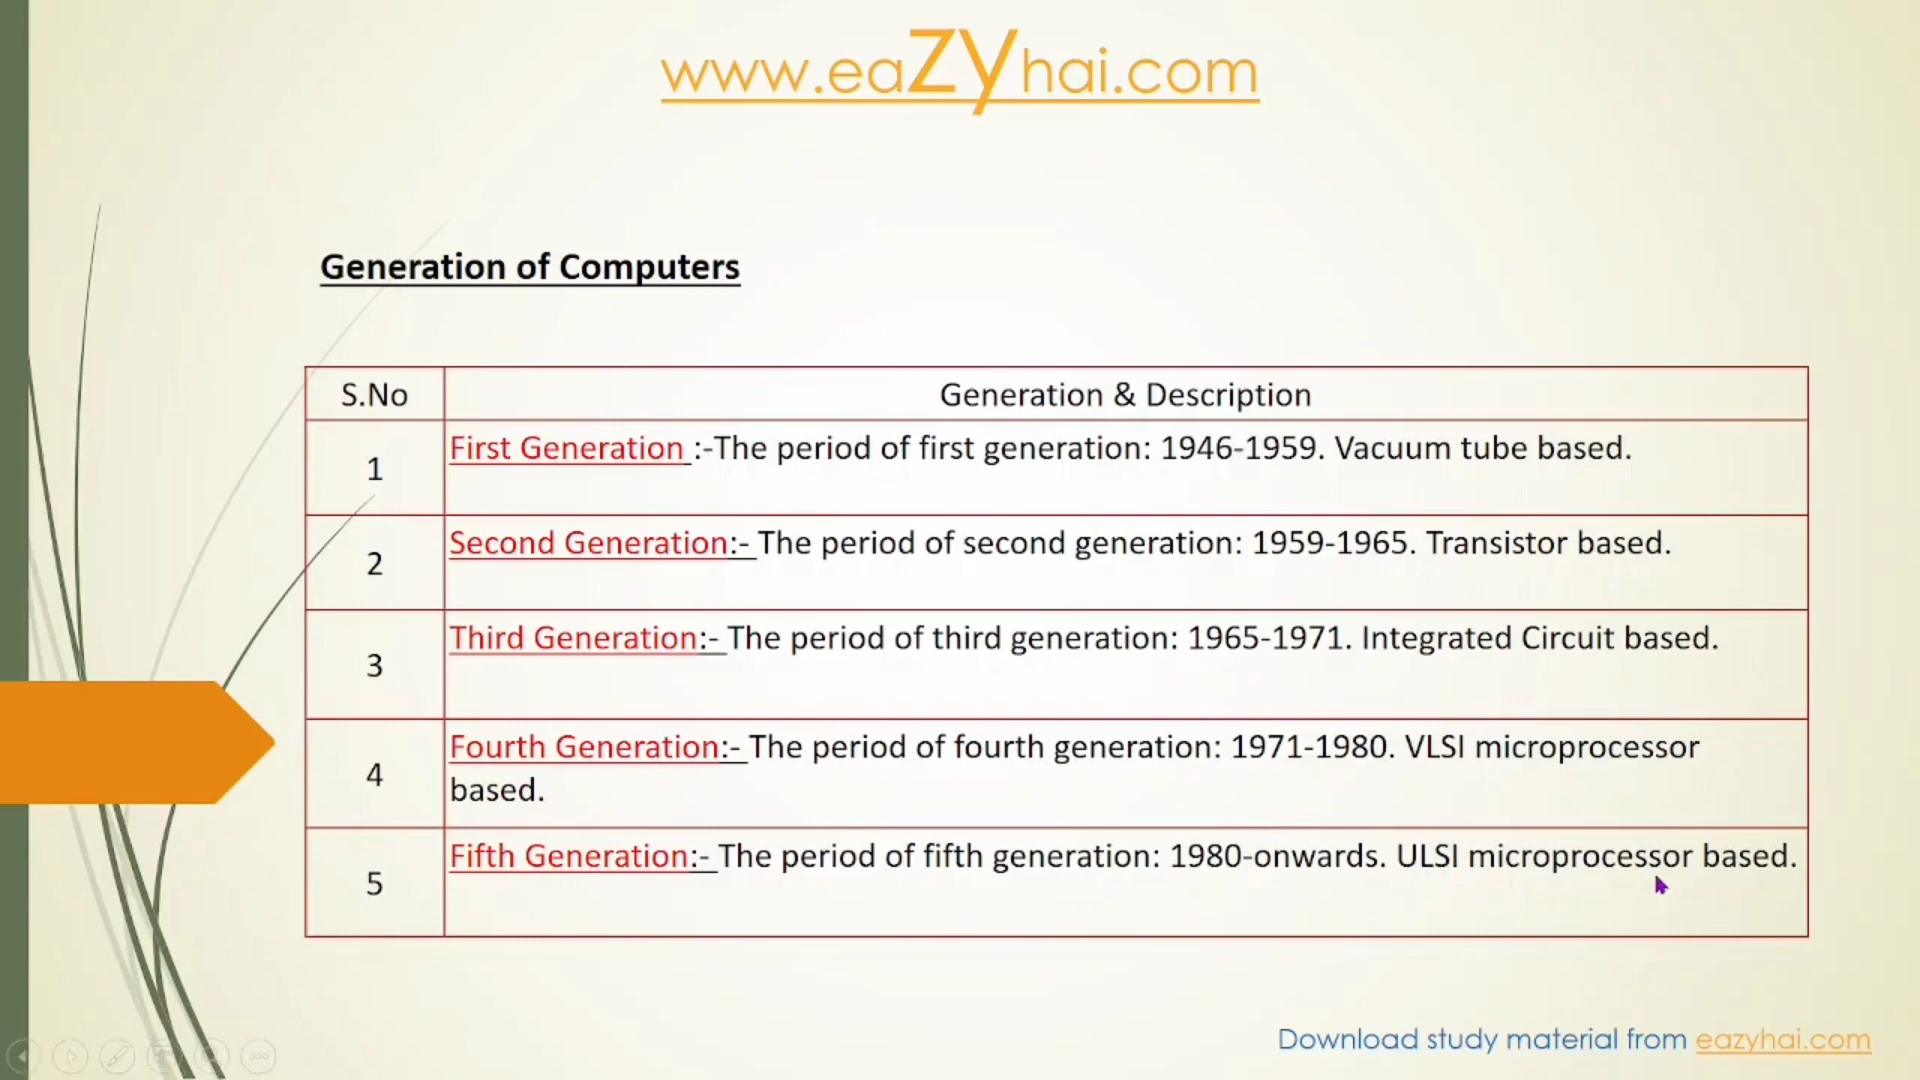 www.eaZYhai.com
Generation of Computers
S.No Generation & Description
1 First Generation :-The period of first generation: 1946-1959. Vacuum tube based.
2 Second Generation:- The period of second generation: 1959-1965. Transistor based.
3 Third Generation:- The period of third generation: 1965-1971. Integrated Circuit based.
4 Fourth Generation:- The period of fourth generation: 1971-1980. VLSI microprocessor
based.
5 Fifth Generation:- The period of fifth generation: 1980-onwards. ULSI microprocessor based.
Download study material from eazyhai.com